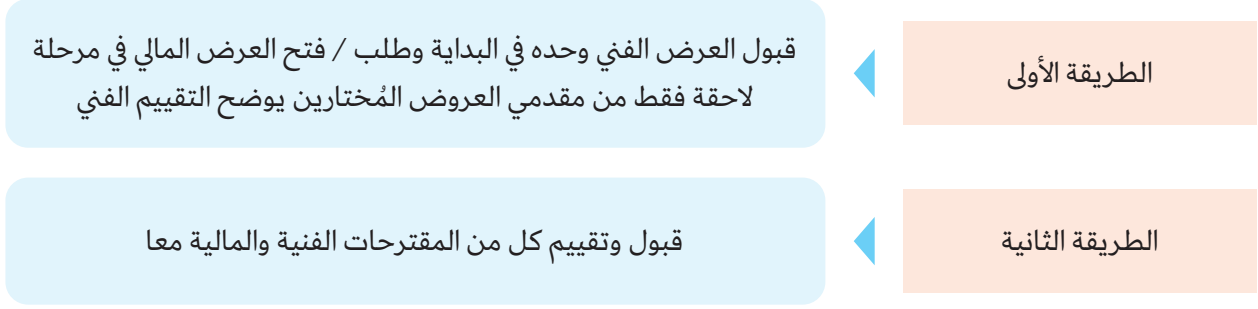 الطريقة الأولى
قبول العرض الفني وحده في البداية وطلب / فتح العرض المالي في مرحلة
لاحقة فقط من مقدمي العروض المُختارين يوضح التقييم الفني
الطريقة الثانية
قبول وتقييم كل من المقترحات الفنية والمالية معا